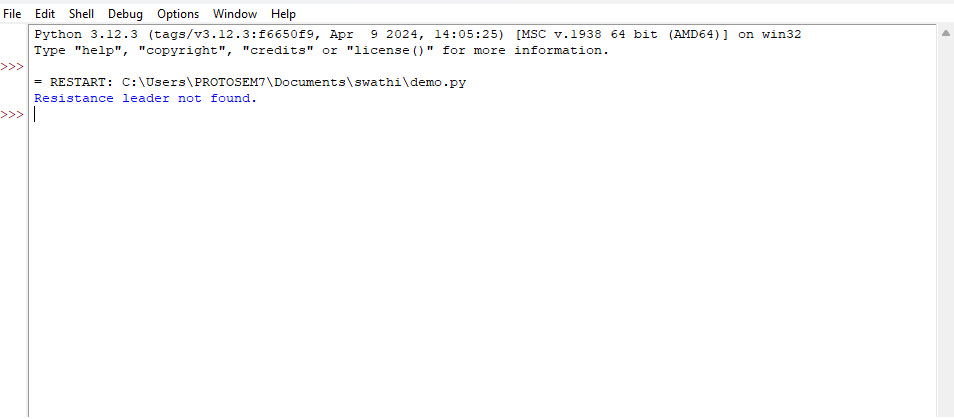 File Edit Shell Debug Options Window Help
Python 3.12.3 (tags/v3.12.3:f6650f9, Apr  9 2024, 14:05:25) [MSC v.1938 64 bit (AMD64)] on win32
Type "help", "copyright", "credits" or "license()" for more information.
>>>
= RESTART: C:\Users\PROTOSEM7\Documents\swathi\demo.py
Resistance leader not found.
>>>